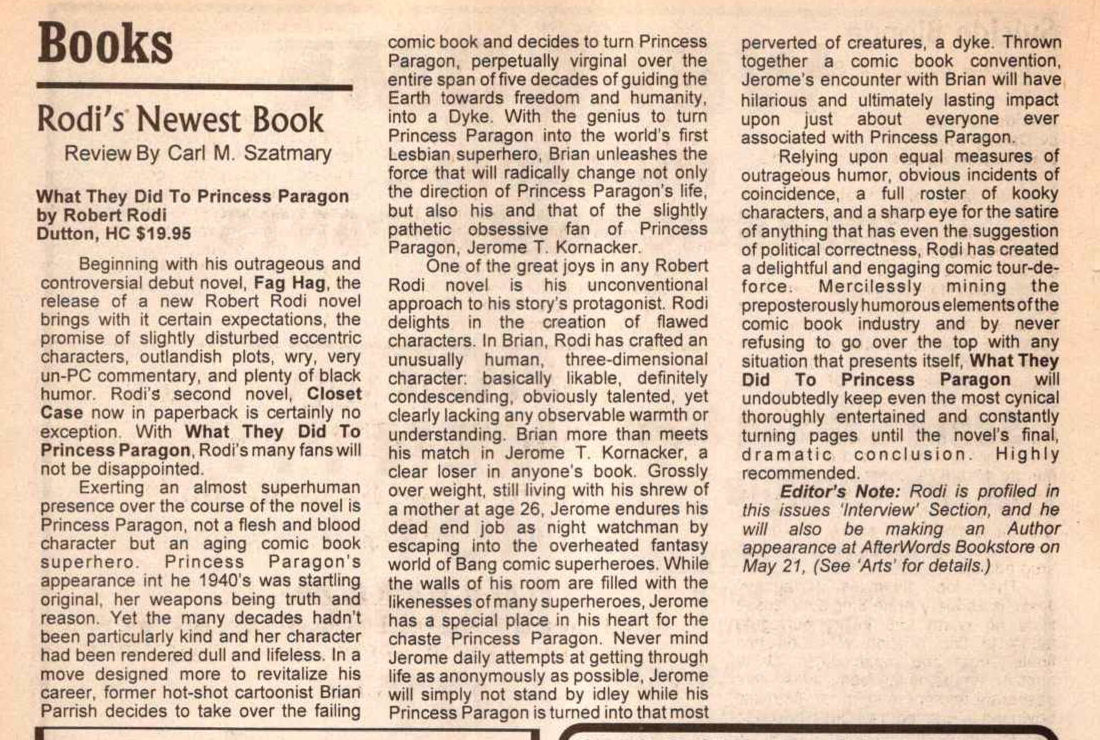 Books
Rodi's Newest Book
Review By Carl M. Szatmary
What They Did To Princess Paragon
by Robert Rodi
Dutton, HC $19.95
Beginning with his outrageous and
controversial debut novel, Fag Hag, the
release of a new Robert Rodi novel
brings with it certain expectations, the
promise of slightly disturbed eccentric
characters, outlandish plots, wry, very
un-PC commentary, and plenty of black
humor. Rodi's second novel, Closet
Case now in paperback is certainly no
exception. With What They Did To
Princess Paragon, Rodi's many fans will
not be disappointed.
Exerting an almost superhuman
presence over the course of the novel is
Princess Paragon, not a flesh and blood
character but an aging comic book
superhero. Princess Paragon's
appearance int he 1940's was startling
original, her weapons being truth and
reason. Yet the many decades hadn't
been particularly kind and her character
had been rendered dull and lifeless. In a
move designed more to revitalize his
career, former hot-shot cartoonist Brian
Parrish decides to take over the failing
comic book and decides to turn Princess
Paragon, perpetually virginal over the
entire span of five decades of guiding the
Earth towards freedom and humanity,
into a Dyke. With the genius to turn
Princess Paragon into the world's first
Lesbian superhero, Brian unleashes the
force that will radically change not only
the direction of Princess Paragon's life,
but also his and that of the slightly
pathetic obsessive fan of Princess
Paragon, Jerome T. Kornacker.
One of the great joys in any Robert
Rodi novel is his unconventional
approach to his story's protagonist. Rodi
delights in the creation of flawed
characters. In Brian, Rodi has crafted an
unusually human, three-dimensional
character: basically likable, definitely
condescending, obviously talented, yet
clearly lacking any observable warmth or
understanding. Brian more than meets
his match in Jerome T. Kornacker, a
clear loser in anyone's book. Grossly
over weight, still living with his shrew of
a mother at age 26, Jerome endures his
dead end job as night watchman by
escaping into the overheated fantasy
world of Bang comic superheroes. While
the walls of his room are filled with the
likenesses of many superheroes, Jerome
has a special place in his heart for the
chaste Princess Paragon. Never mind
Jerome daily attempts at getting through
life as anonymously as possible, Jerome
will simply not stand by idley while his
Princess Paragon is turned into that most
perverted of creatures, a dyke. Thrown
together a comic book convention,
Jerome's encounter with Brian will have
hilarious and ultimately lasting impact
upon just about everyone ever
associated with Princess Paragon.
Relying upon equal measures of
outrageous humor, obvious incidents of
coincidence, a full roster of kooky
characters, and a sharp eye for the satire
of anything that has even the suggestion
of political correctness, Rodi has created
a delightful and engaging comic tour-de-
force. Mercilessly mining the
preposterously humorous elements of the
comic book industry and by never
refusing to go over the top with any
situation that presents itself, What They
Did To Princess Paragon will
undoubtedly keep even the most cynical
thoroughly entertained and constantly
turning pages until the novel's final,
dramatic conclusion. Highly
recommended.
Editor's Note: Rodi is profiled in
this issues 'Interview' Section, and he
will also be making an Author
appearance at AfterWords Bookstore on
May 21, (See 'Arts' for details.)